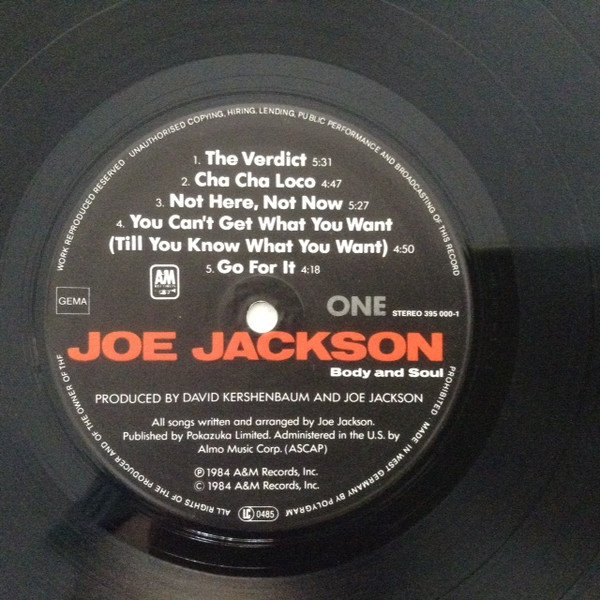 WORK REPRODUCED RESERVED UNAUTHORISED COPYING, HIRING, LENDING, PUBLIC PERFORMANCE AND BROADCASTING OF THIS RECORD
1. The Verdict 5:31
2. Cha Cha Loco 4:47
3. Not Here, Not Now 5:27
4. You Can't Get What You Want
(Till You Know What You Want) 4:50
5. Go For It 4:18
A&M
RECORDS
GEMA
ONE STEREO 395 000-1
JOE JACKSON
Body and Soul
PRODUCED BY DAVID KERSHENBAUM AND JOE JACKSON
All songs written and arranged by Joe Jackson.
Published by Pokazuka Limited. Administered in the U.S. by
Almo Music Corp. (ASCAP)
℗ 1984 A&M Records, Inc.
© 1984 A&M Records, Inc.
LC 0485
ALL RIGHTS OF THE PRODUCER AND OF THE OWNER OF THE
PROHIBITED MADE IN WEST GERMANY BY POLYGRAM